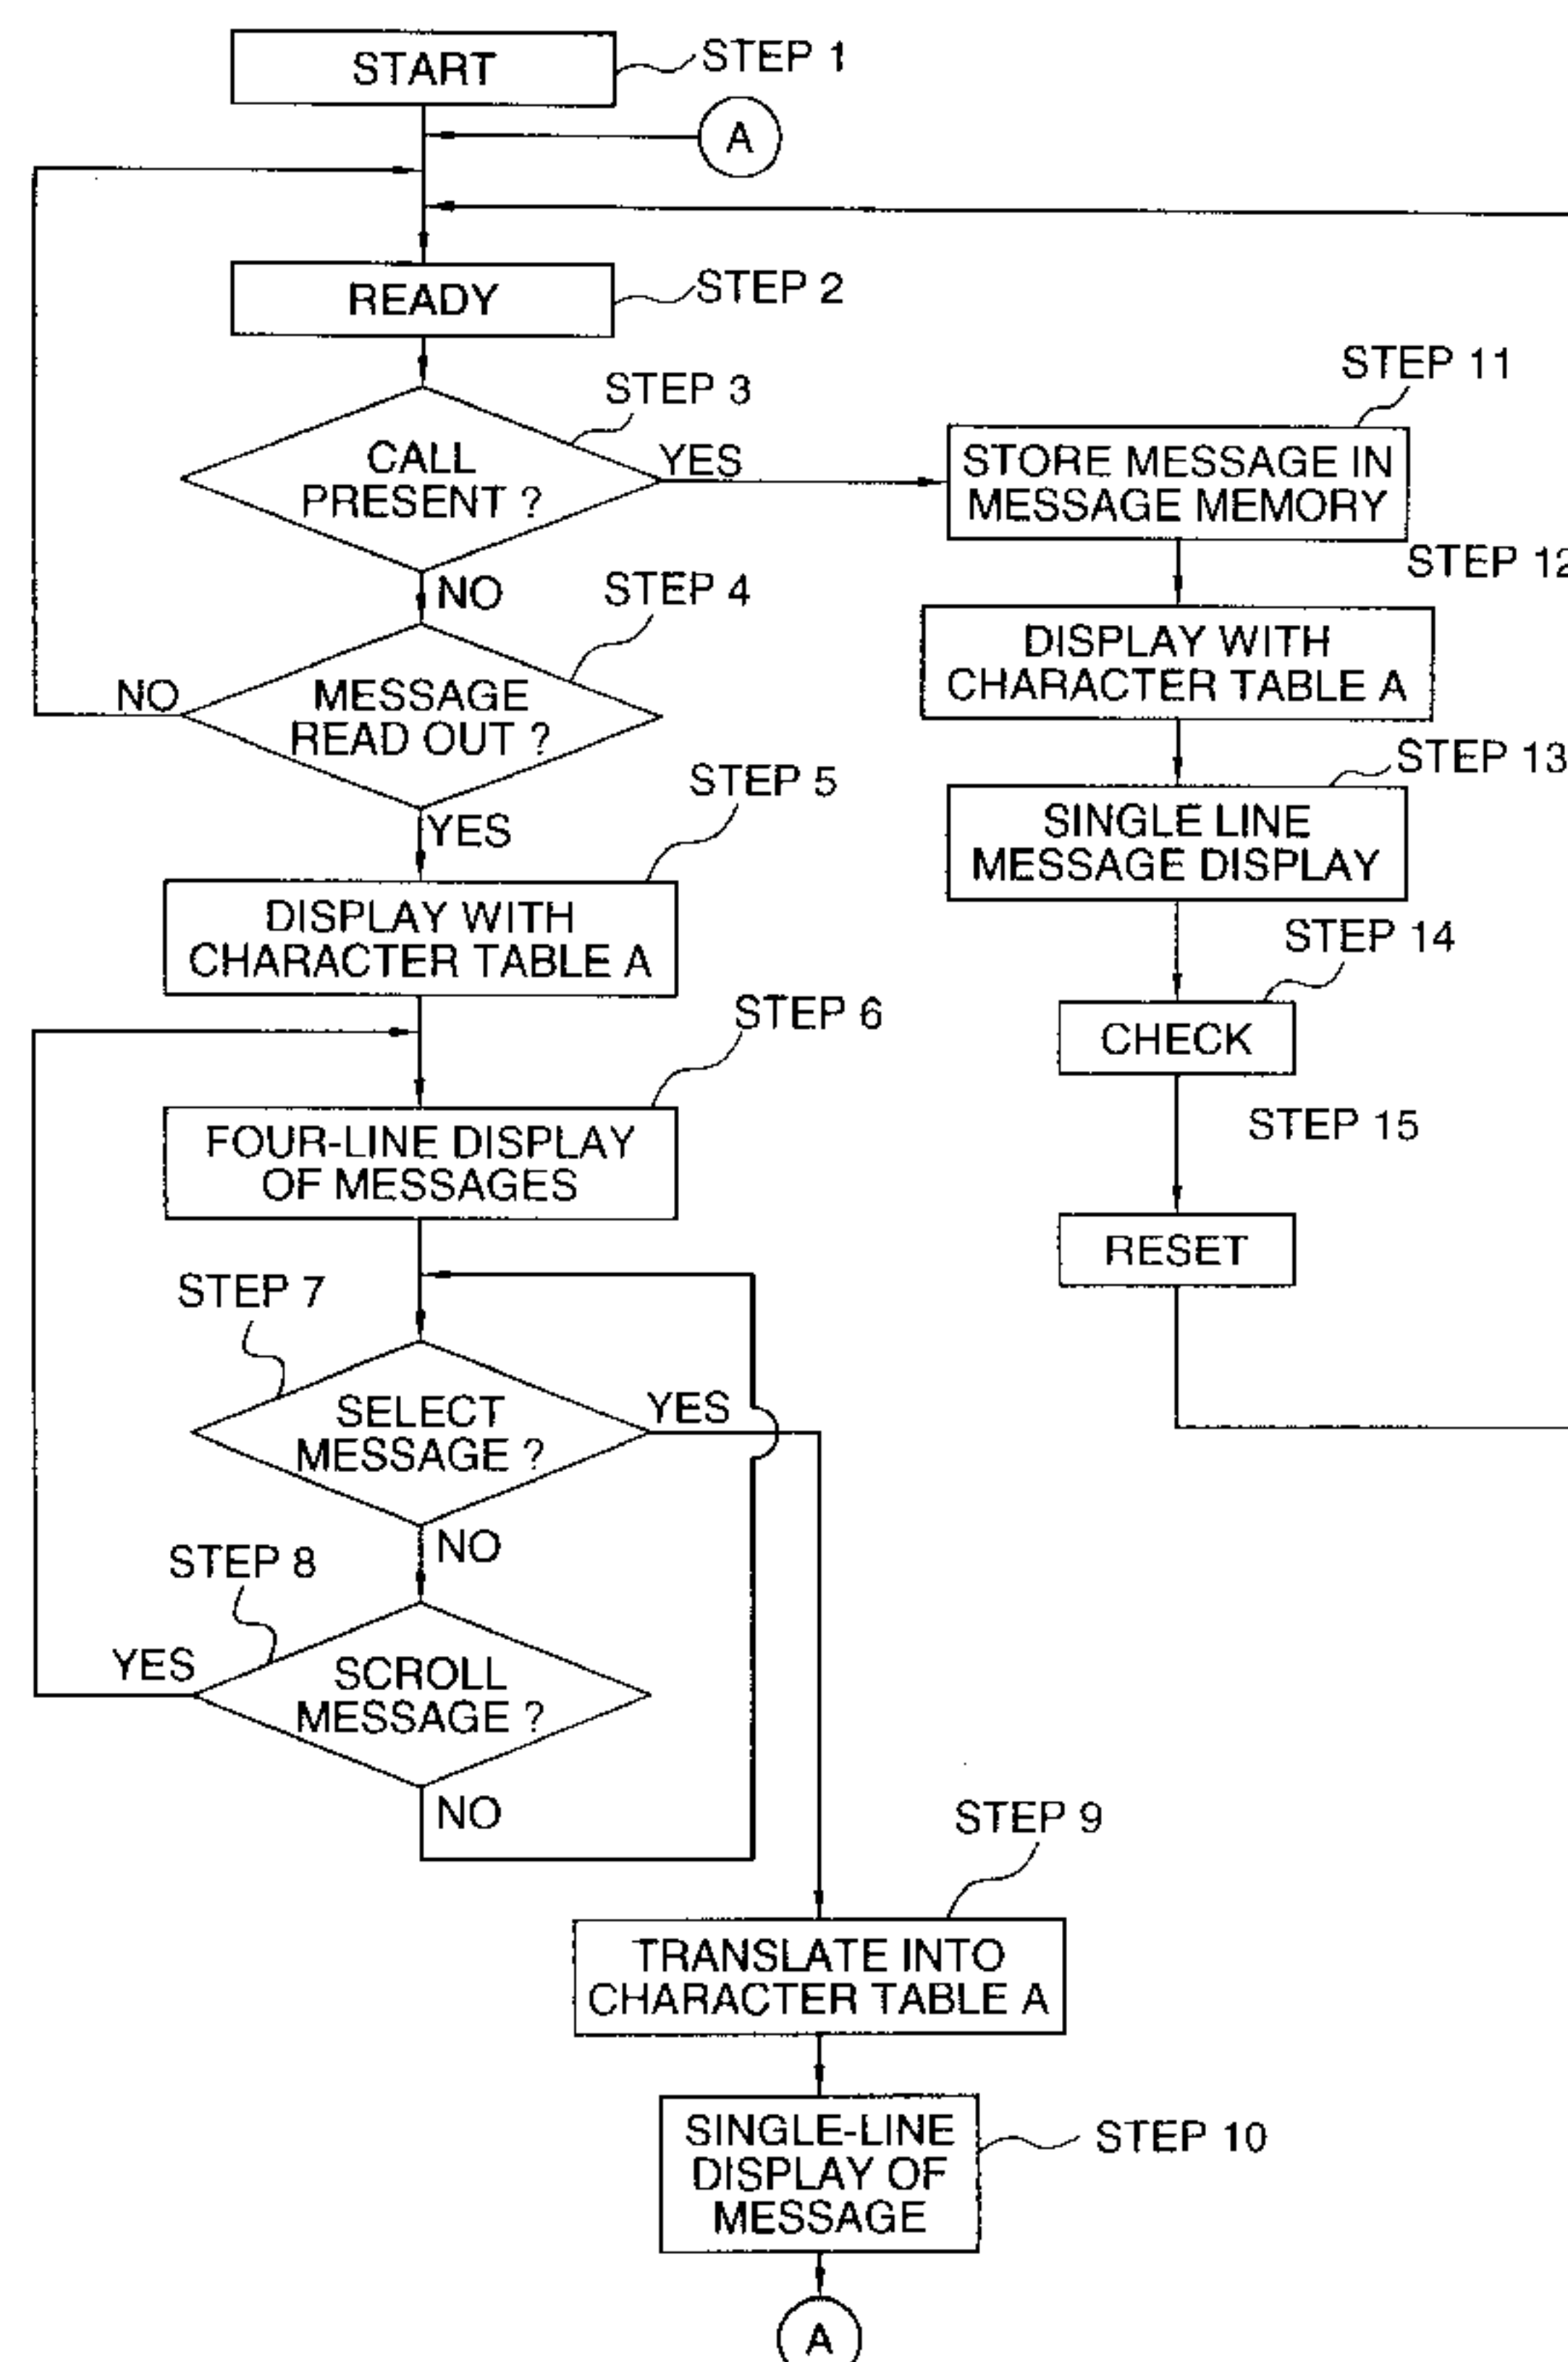 START
STEP 1
A
READY
STEP 2
STEP 3
CALL
PRESENT ?
YES
NO
STEP 11
STORE MESSAGE IN
MESSAGE MEMORY
STEP 12
DISPLAY WITH
CHARACTER TABLE A
STEP 4
MESSAGE
READ OUT ?
NO
YES
STEP 13
SINGLE LINE
MESSAGE DISPLAY
STEP 5
DISPLAY WITH
CHARACTER TABLE A
STEP 14
CHECK
STEP 6
FOUR-LINE DISPLAY
OF MESSAGES
STEP 15
RESET
STEP 7
SELECT
MESSAGE ?
YES
NO
STEP 8
SCROLL
MESSAGE ?
YES
NO
STEP 9
TRANSLATE INTO
CHARACTER TABLE A
SINGLE-LINE
DISPLAY OF
MESSAGE
STEP 10
A